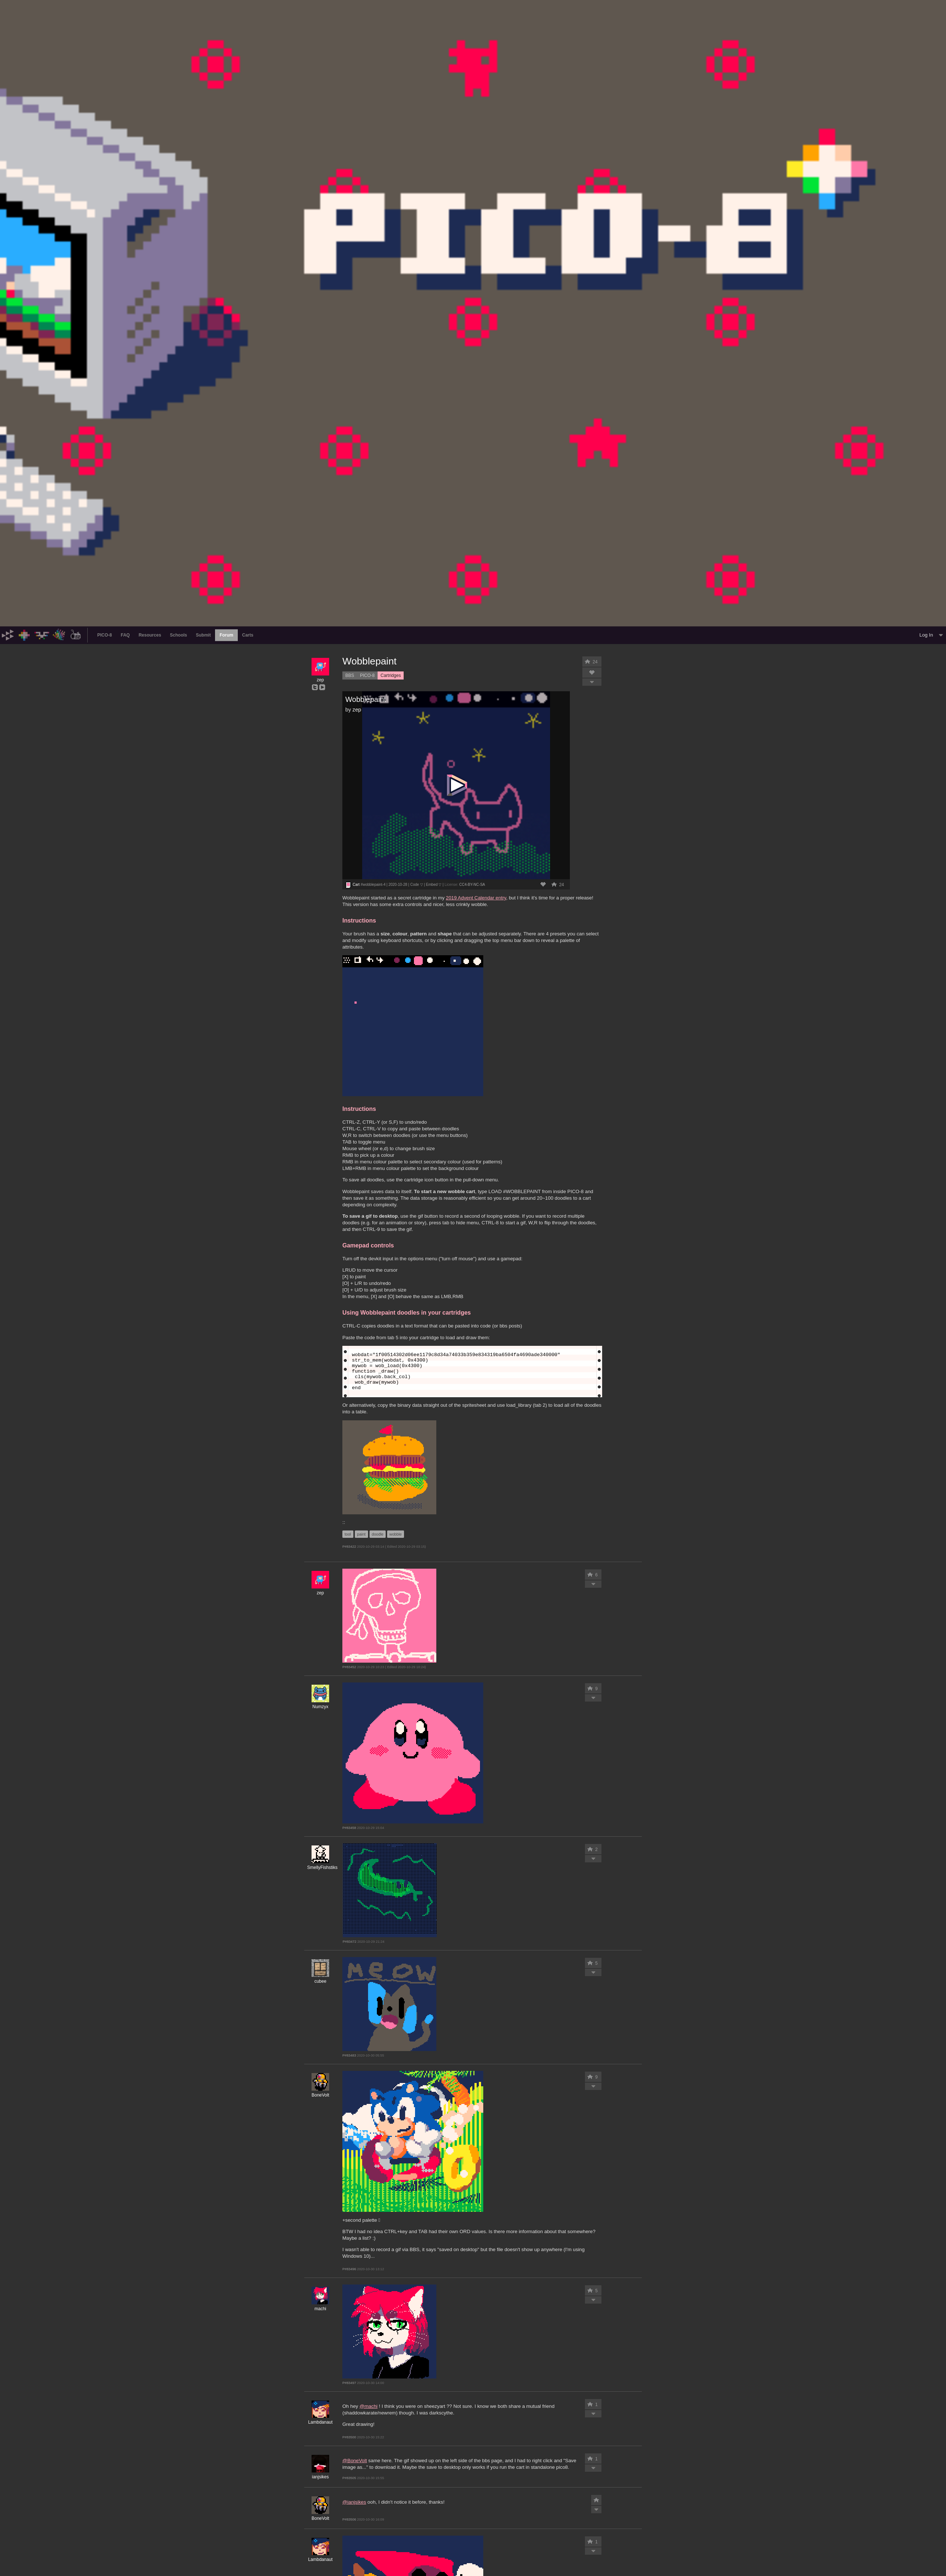 PICO-8
PICO-8 FAQ Resources Schools Submit Forum Carts
Log In
Wobblepaint
zep
BBS PICO-8 Cartridges
Wobblepaint
by zep
Wobblepaint started as a secret cartridge in my 2019 Advent Calendar entry, but I think it's time for a proper release!
This version has some extra controls and nicer, less crinkly wobble.
Instructions
Your brush has a size, colour, pattern and shape that can be adjusted separately. There are 4 presets you can select
and modify using keyboard shortcuts, or by clicking and dragging the top menu bar down to reveal a palette of
attributes.
Instructions
CTRL-Z, CTRL-Y (or S,F) to undo/redo
CTRL-C, CTRL-V to copy and paste between doodles
W,R to switch between doodles (or use the menu buttons)
TAB to toggle menu
Mouse wheel (or e,d) to change brush size
RMB to pick up a colour
RMB in menu colour palette to select secondary colour (used for patterns)
LMB+RMB in menu colour palette to set the background colour
To save all doodles, use the cartridge icon button in the pull-down menu.
Wobblepaint saves data to itself. To start a new wobble cart, type LOAD #WOBBLEPAINT from inside PICO-8 and
then save it as something. The data storage is reasonably efficient so you can get around 20~100 doodles to a cart
depending on complexity.
To save a gif to desktop, use the gif button to record a second of looping wobble. If you want to record multiple
doodles (e.g. for an animation or story), press tab to hide menu, CTRL-8 to start a gif, W,R to flip through the doodles,
and then CTRL-9 to save the gif.
Gamepad controls
Turn off the devkit input in the options menu ("turn off mouse") and use a gamepad:
LRUD to move the cursor
[X] to paint
[O] + L/R to undo/redo
[O] + U/D to adjust brush size
In the menu, [X] and [O] behave the same as LMB,RMB
Using Wobblepaint doodles in your cartridges
CTRL-C copies doodles in a text format that can be pasted into code (or bbs posts)
Paste the code from tab 5 into your cartridge to load and draw them:
str_to_mem(wobdat, 0x4300)
mywob = wob_load(0x4300)
function _draw()
cls(mywob.back_col)
wob_draw(mywob)
end
Or alternatively, copy the binary data straight out of the spritesheet and use load_library (tab 2) to load all of the doodles
into a table.
tool paint doodle wobble
zep
Numzyx
SmellyFishstiks
cubee
MEOW
BoneVolt
+second palette
BTW I had no idea CTRL+key and TAB had their own ORD values. Is there more information about that somewhere?
Maybe a list? :)
I wasn't able to record a gif via BBS, it says "saved on desktop" but the file doesn't show up anywhere (I'm using
Windows 10)...
machi
Lambdanaut
Oh hey @machi ! I think you were on sheezyart ?? Not sure. I know we both share a mutual friend
Great drawing!
ianjsikes
@BoneVolt same here. The gif showed up on the left side of the bbs page, and I had to right click and "Save
image as..." to download it. Maybe the save to desktop only works if you run the cart in standalone pico8.
BoneVolt
@ianjsikes ooh. I didn't notice it before, thanks!
Lambdanaut